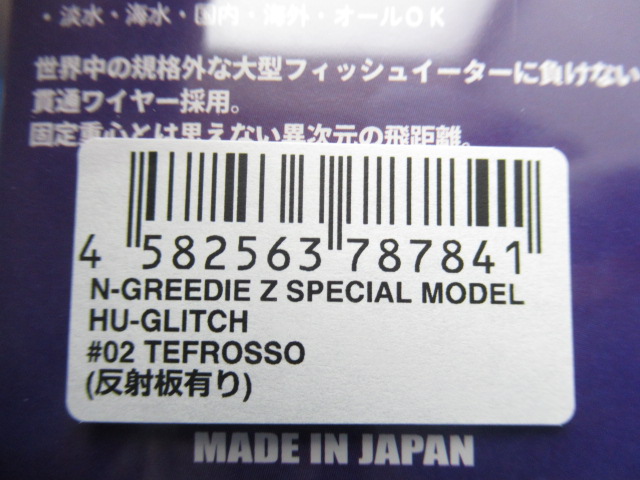 ・淡水・海水・国内・海外・オールOK
世界中の規格外な大型フィッシュイーターに負けない
貫通ワイヤー採用。
固定重心とは思えない異次元の飛距離。
4 582563 787841
N-GREEDIE Z SPECIAL MODEL
HU-GLITCH
#02 TEFROSSO
(反射板有り)
MADE IN JAPAN